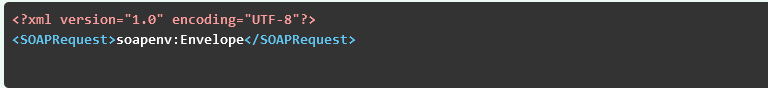 <?xml version="1.0" encoding="UTF-8"?>
<SOAPRequest>soapenv:Envelope</SOAPRequest>